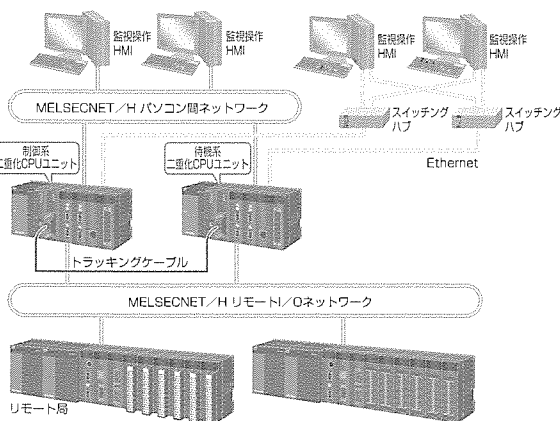 監視操作
HMI
監視操作
HMI
監視操作
HMI
監視操作
HMI
MELSECNET/H パソコン間ネットワーク
スイッチング
ハブ
スイッチング
ハブ
Ethernet
制御系
二重化CPUユニット
待機系
二重化CPUユニット
トラッキングケーブル
MELSECNET/H リモートI/Oネットワーク
リモート局